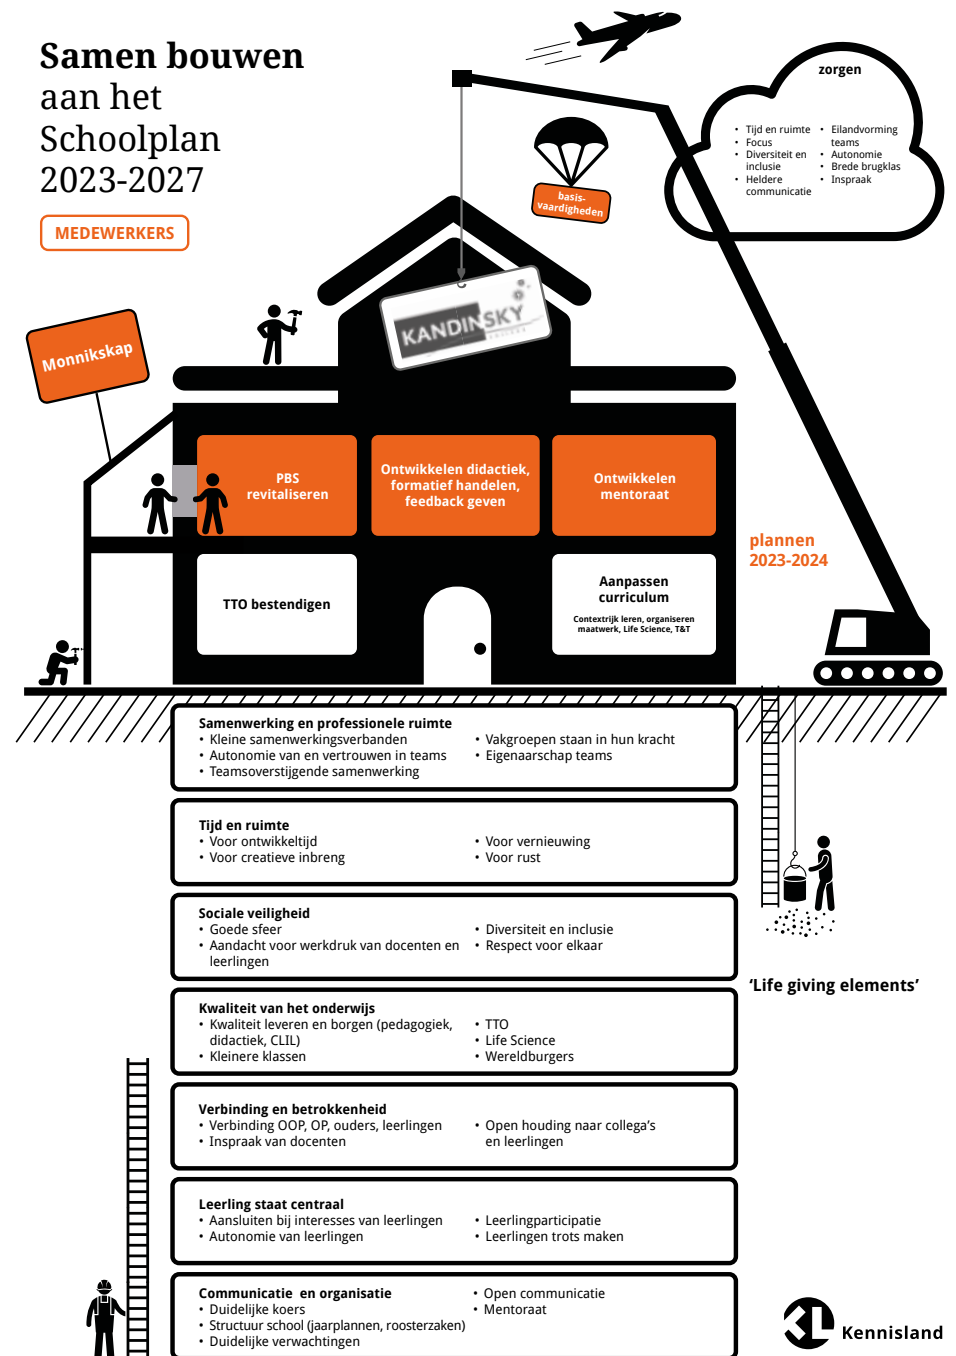 Samen bouwen
aan het
Schoolplan
2023-2027
MEDEWERKERS
zorgen
• Tijd en ruimte
• Focus
• Diversiteit en
inclusie
• Heldere
communicatie
• Eilandvorming
teams
• Autonomie
• Brede brugklas
• Inspraak
basis-
vaardigheden
KANDINSKY
Monnikskap
PBS
revitaliseren
Ontwikkelen didactiek,
formatief handelen,
feedback geven
Ontwikkelen
mentoraat
plannen
2023-2024
TTO bestendigen
Aanpassen
curriculum
Contextrijk leren, organiseren
maatwerk, Life Science, T&T
Samenwerking en professionele ruimte
• Kleine samenwerkingsverbanden
• Autonomie van en vertrouwen in teams
• Teamsoverstijgende samenwerking
• Vakgroepen staan in hun kracht
• Eigenaarschap teams
Tijd en ruimte
• Voor ontwikkeltijd
• Voor creatieve inbreng
• Voor vernieuwing
• Voor rust
Sociale veiligheid
• Goede sfeer
• Aandacht voor werkdruk van docenten en
leerlingen
• Diversiteit en inclusie
• Respect voor elkaar
'Life giving elements'
Kwaliteit van het onderwijs
• Kwaliteit leveren en borgen (pedagogiek,
didactiek, CLIL)
• Kleinere klassen
• TTO
• Life Science
• Wereldburgers
Verbinding en betrokkenheid
• Verbinding OOP, OP, ouders, leerlingen
• Inspraak van docenten
• Open houding naar collega's
en leerlingen
Leerling staat centraal
• Aansluiten bij interesses van leerlingen
• Autonomie van leerlingen
• Leerlingparticipatie
• Leerlingen trots maken
Communicatie en organisatie
• Duidelijke koers
• Structuur school (jaarplannen, roosterzaken)
• Duidelijke verwachtingen
• Open communicatie
• Mentoraat
KL
Kennisland